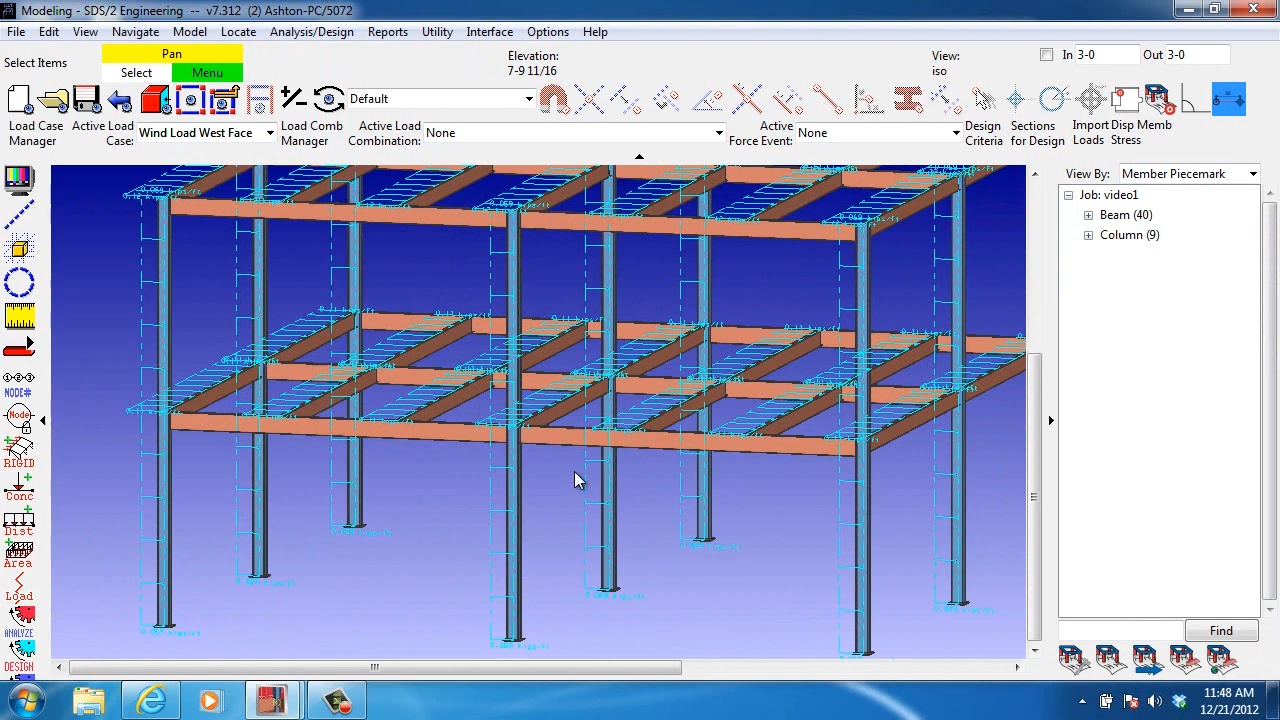 Modeling - SDS/2 Engineering -- v7.312 (2) Ashton-PC/5072
File Edit View Navigate Model Locate Analysis/Design Reports Utility Interface Options Help
Select Items
Pan
Select Menu
Elevation:
7-9 11/16
View:
iso
In 3-0 Out 3-0
Default
Load Case
Manager
Active Load
Case:
Wind Load West Face
Load Comb
Manager
Active Load
Combination:
None
Active
Force Event:
None
Design
Criteria
Sections
for Design
Import Disp Memb
Loads Stress
NODE#
Node
RIGID
Conc
Dist
Area
Load
ANALYZE
DESIGN
View By: Member Piecemark
Job: video1
Beam (40)
Column (9)
Find
11:48 AM
12/21/2012